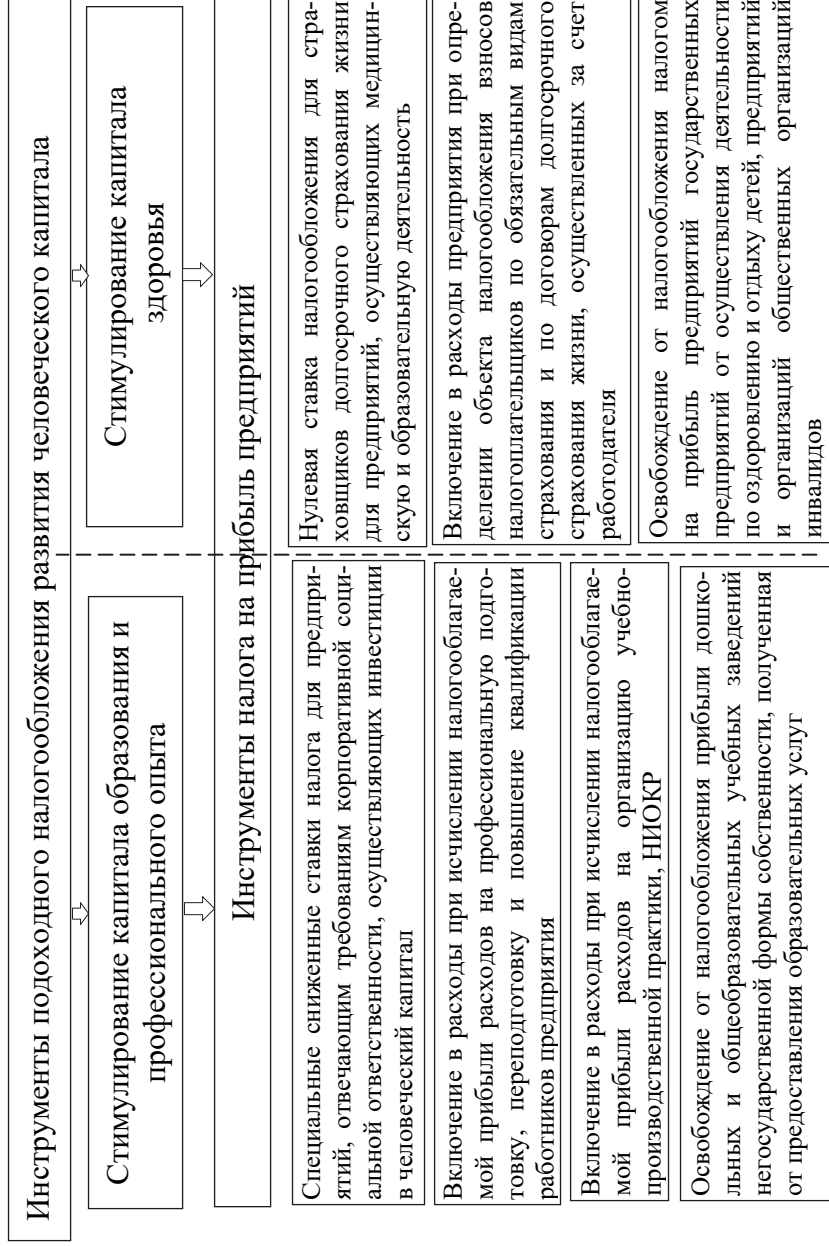 Инструменты подоходного налогообложения развития человеческого капитала
Стимулирование капитала образования и
профессионального опыта
Стимулирование капитала
здоровья
Инструменты налога на прибыль предприятий
Специальные сниженные ставки налога для предпри-
ятий, отвечающим требованиям корпоративной соци-
альной ответственности, осуществляющих инвестиции
в человеческий капитал
Включение в расходы при исчислении налогооблагае-
мой прибыли расходов на профессиональную подго-
товку, переподготовку и повышение квалификации
работников предприятия
Включение в расходы при исчислении налогооблагае-
мой прибыли расходов на организацию учебно-
производственной практики, НИОКР
Освобождение от налогообложения прибыли дошко-
льных и общеобразовательных учебных заведений
негосударственной формы собственности, полученная
от предоставления образовательных услуг
Нулевая ставка налогообложения для стра-
ховщиков долгосрочного страхования жизни
для предприятий, осуществляющих медицин-
скую и образовательную деятельность
Включение в расходы предприятия при опре-
делении объекта налогообложения взносов
налогоплательщиков по обязательным видам
страхования и по договорам долгосрочного
страхования жизни, осуществленных за счет
работодателя
Освобождение от налогообложения налогом
на прибыль предприятий государственных
предприятий от осуществления деятельности
по оздоровлению и отдыху детей, предприятий
и организаций общественных организаций
инвалидов